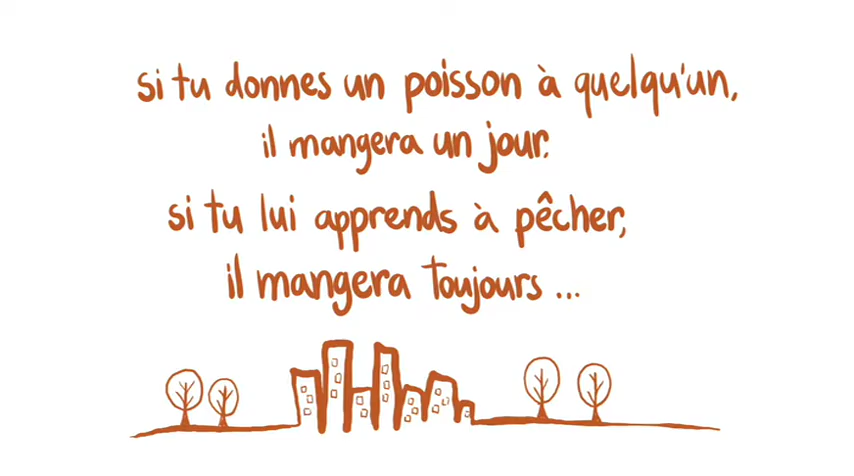 si tu donnes un poisson à quelqu'un,
il mangera un jour.
si tu lui apprends à pêcher,
il mangera toujours ...